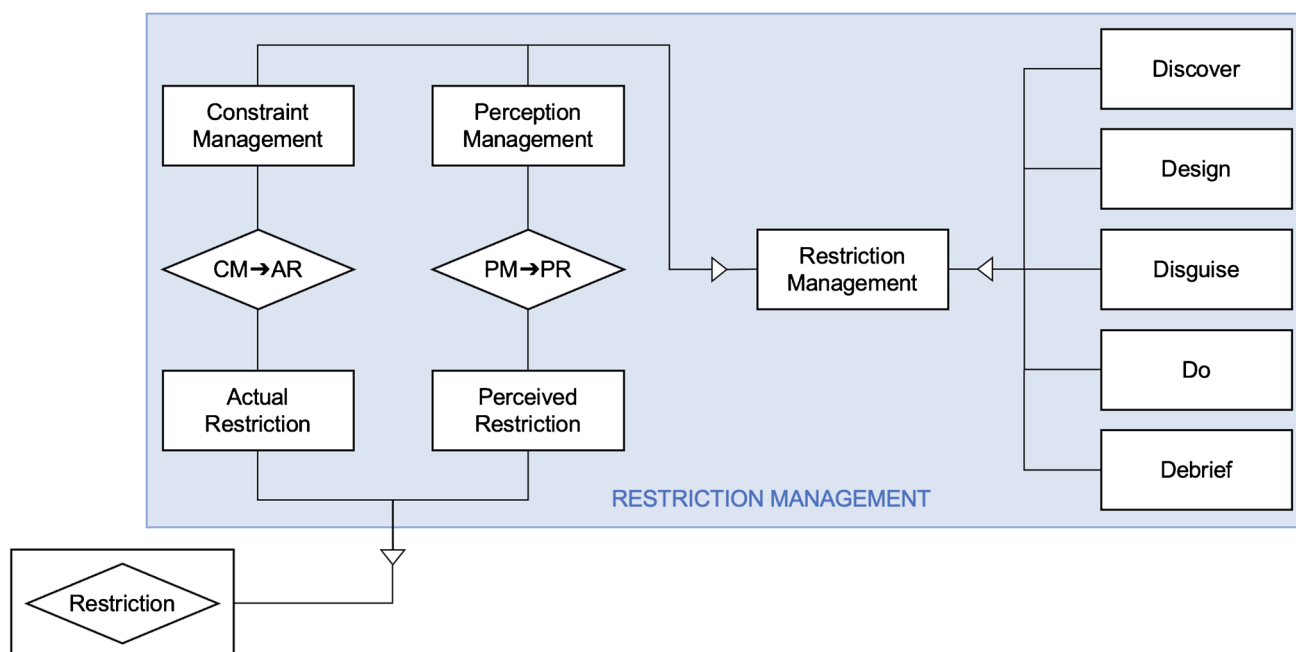 Constraint
Management
Perception
Management
CM→AR
PM→PR
Actual
Restriction
Perceived
Restriction
Restriction
Management
Discover
Design
Disguise
Do
Debrief
RESTRICTION MANAGEMENT
Restriction